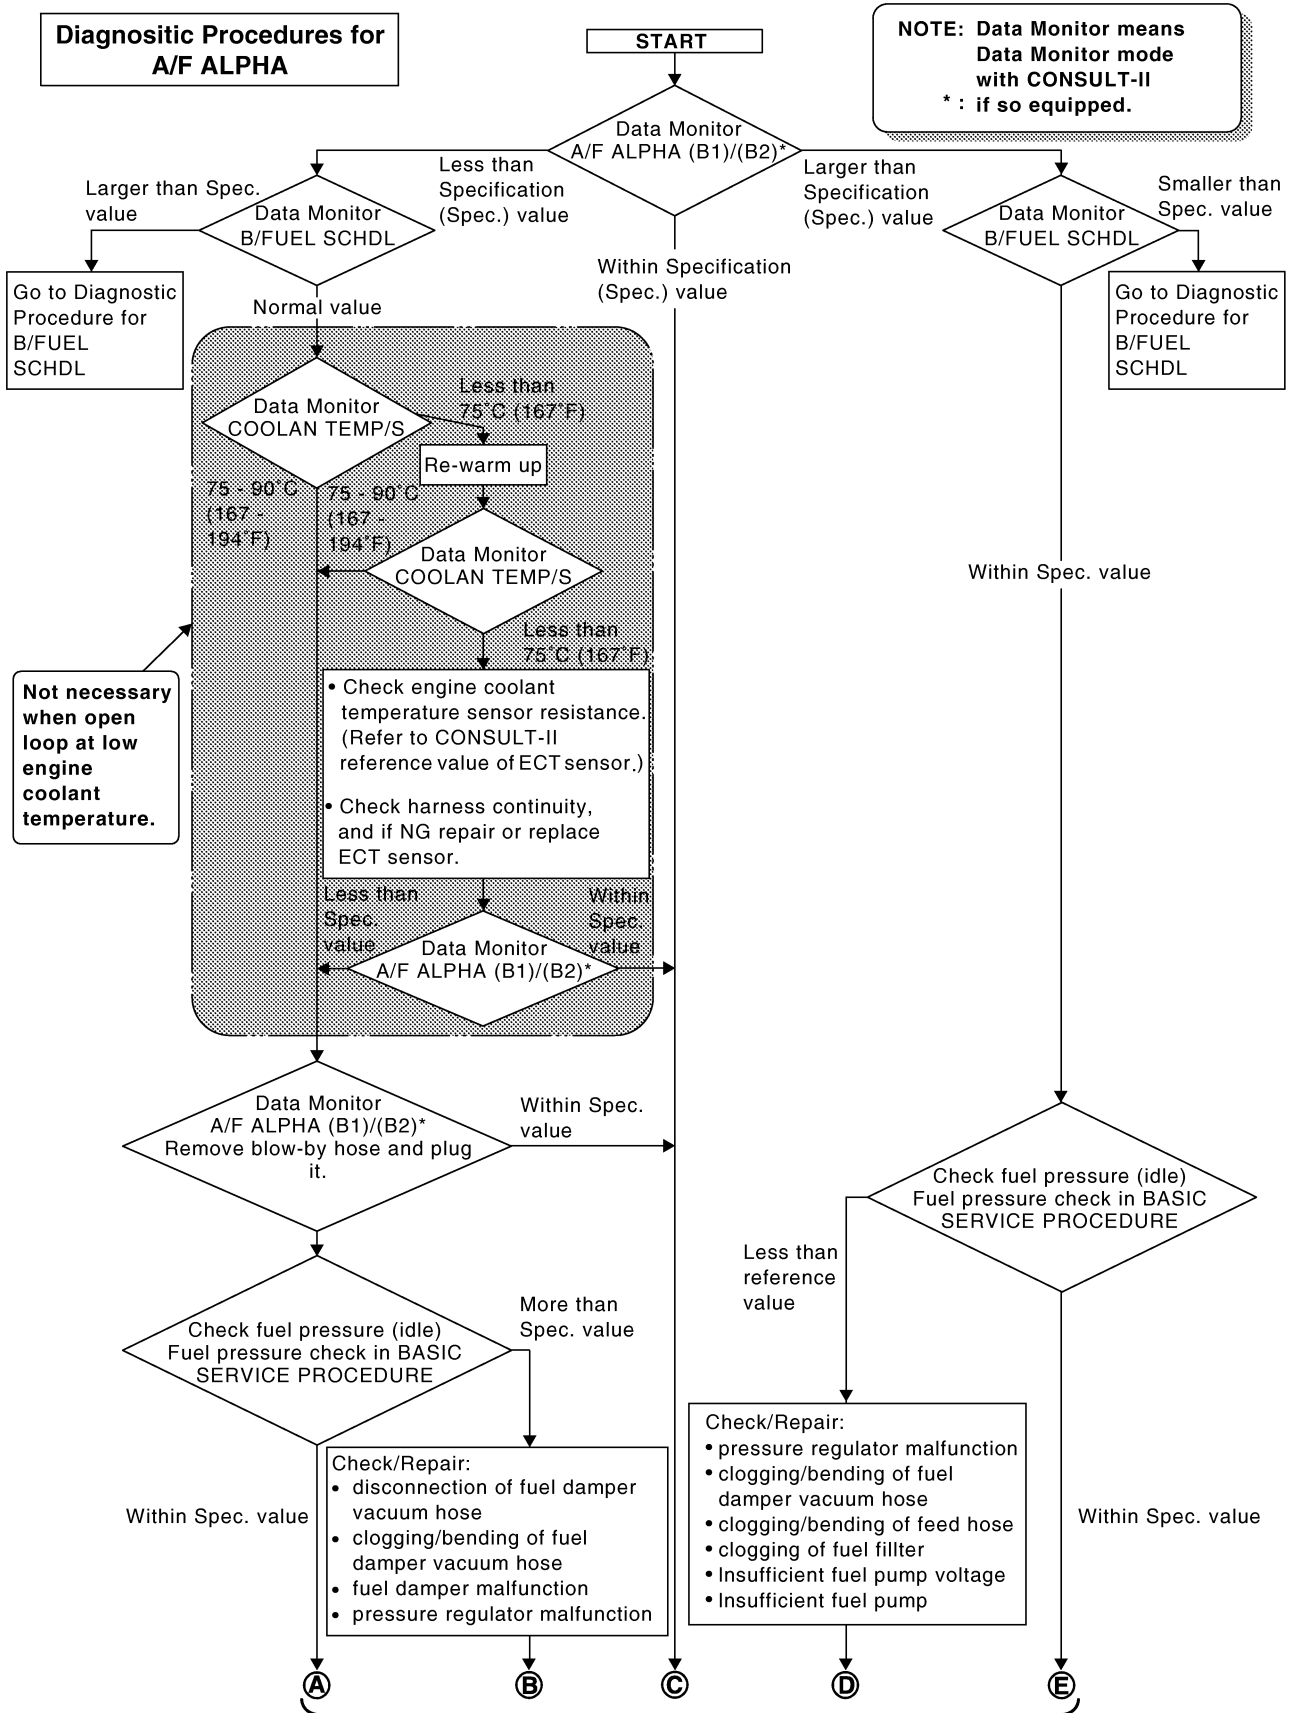 Diagnositic Procedures for
A/F ALPHA
START
NOTE: Data Monitor means
Data Monitor mode
with CONSULT-II
* : if so equipped.
Data Monitor
A/F ALPHA (B1)/(B2)*
Less than
Specification
(Spec.) value
Larger than
Specification
(Spec.) value
Within Specification
(Spec.) value
Larger than Spec.
value
Data Monitor
B/FUEL SCHDL
Data Monitor
B/FUEL SCHDL
Smaller than
Spec. value
Go to Diagnostic
Procedure for
B/FUEL
SCHDL
Normal value
Go to Diagnostic
Procedure for
B/FUEL
SCHDL
Data Monitor
COOLAN TEMP/S
Less than
75˚C (167˚F)
Re-warm up
75 - 90˚C
(167 -
194˚F)
75 - 90˚C
(167 -
194˚F)
Data Monitor
COOLAN TEMP/S
Within Spec. value
Less than
75˚C (167˚F)
Not necessary
when open
loop at low
engine
coolant
temperature.
• Check engine coolant
temperature sensor resistance.
(Refer to CONSULT-II
reference value of ECT sensor.)
• Check harness continuity,
and if NG repair or replace
ECT sensor.
Less than
Spec.
value
Within
Spec.
value
Data Monitor
A/F ALPHA (B1)/(B2)*
Data Monitor
A/F ALPHA (B1)/(B2)*
Remove blow-by hose and plug
it.
Within Spec.
value
Check fuel pressure (idle)
Fuel pressure check in BASIC
SERVICE PROCEDURE
Less than
reference
value
Check fuel pressure (idle)
Fuel pressure check in BASIC
SERVICE PROCEDURE
More than
Spec. value
Within Spec. value
Check/Repair:
• disconnection of fuel damper
vacuum hose
• clogging/bending of fuel
damper vacuum hose
• fuel damper malfunction
• pressure regulator malfunction
Check/Repair:
• pressure regulator malfunction
• clogging/bending of fuel
damper vacuum hose
• clogging/bending of feed hose
• clogging of fuel fillter
• Insufficient fuel pump voltage
• Insufficient fuel pump
Within Spec. value
A
B
C
D
E